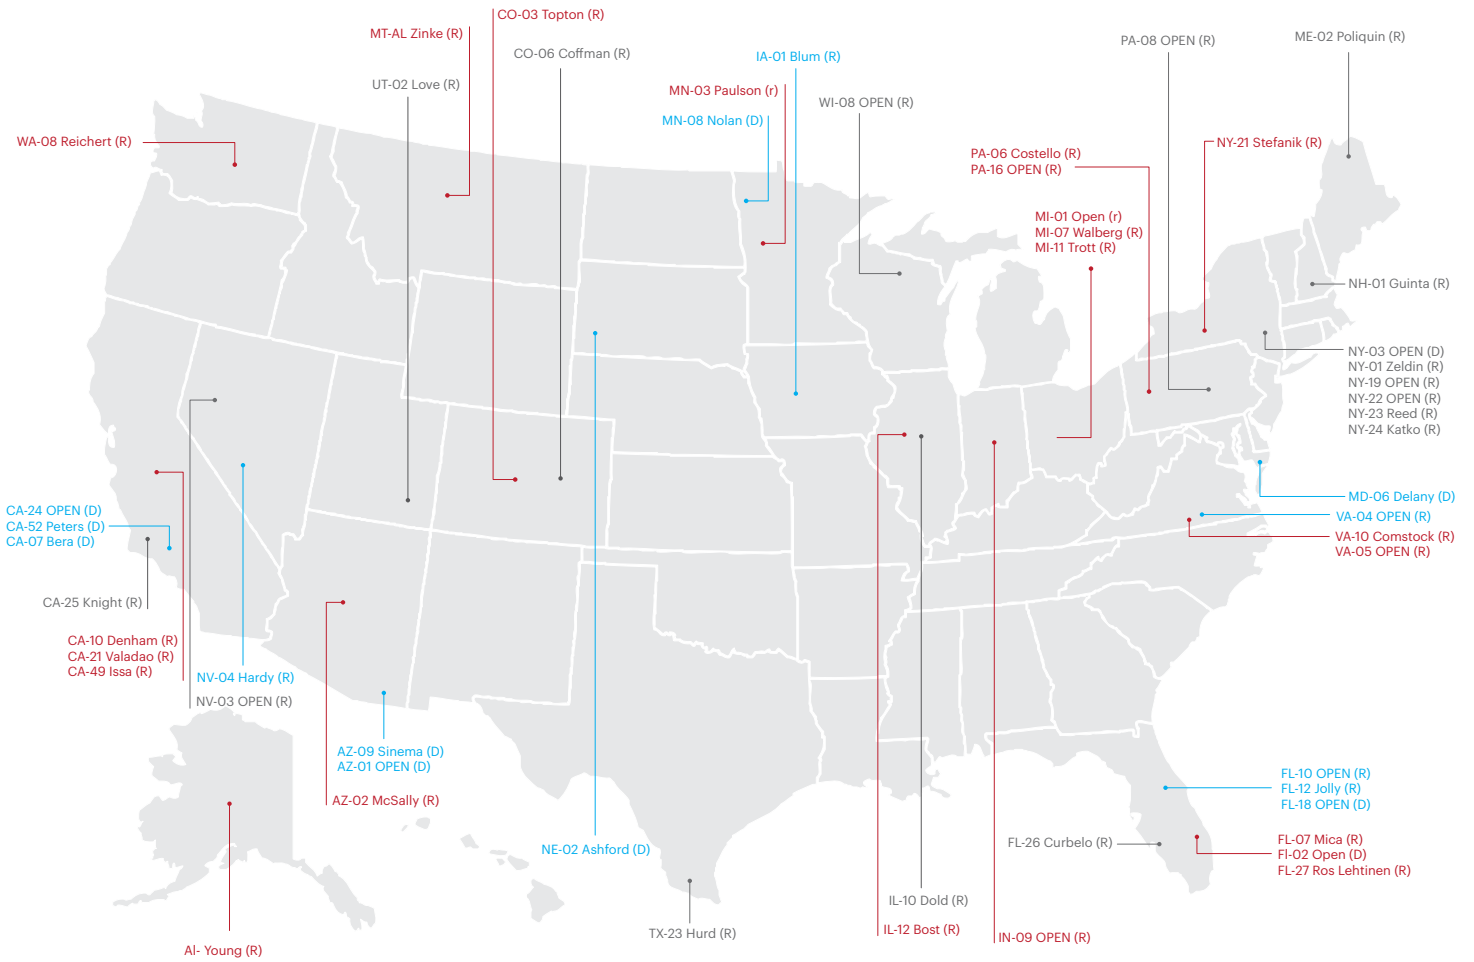 CO-03 Topton (R)
MT-AL Zinke (R)
CO-06 Coffman (R)
UT-02 Love (R)
IA-01 Blum (R)
MN-03 Paulson (r)
WI-08 OPEN (R)
MN-08 Nolan (D)
PA-08 OPEN (R)
ME-02 Poliquin (R)
WA-08 Reichert (R)
NY-21 Stefanik (R)
PA-06 Costello (R)
PA-16 OPEN (R)
MI-01 Open (r)
MI-07 Walberg (R)
MI-11 Trott (R)
NH-01 Guinta (R)
NY-03 OPEN (D)
NY-01 Zeldin (R)
NY-19 OPEN (R)
NY-22 OPEN (R)
NY-23 Reed (R)
NY-24 Katko (R)
MD-06 Delany (D)
VA-04 OPEN (R)
VA-10 Comstock (R)
VA-05 OPEN (R)
CA-24 OPEN (D)
CA-52 Peters (D)
CA-07 Bera (D)
CA-25 Knight (R)
CA-10 Denham (R)
CA-21 Valadao (R)
CA-49 Issa (R)
NV-04 Hardy (R)
NV-03 OPEN (R)
AZ-09 Sinema (D)
AZ-01 OPEN (D)
AZ-02 McSally (R)
NE-02 Ashford (D)
FL-10 OPEN (R)
FL-12 Jolly (R)
FL-18 OPEN (D)
FL-26 Curbelo (R)
FL-07 Mica (R)
Fl-02 Open (D)
FL-27 Ros Lehtinen (R)
IL-10 Dold (R)
TX-23 Hurd (R)
IL-12 Bost (R)
IN-09 OPEN (R)
Al- Young (R)